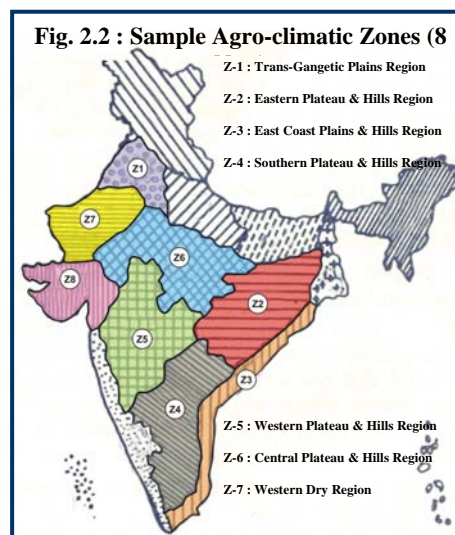 Fig. 2.2 : Sample Agro-climatic Zones (8
Z-1 : Trans-Gangetic Plains Region
Z-2 : Eastern Plateau & Hills Region
Z-3 : East Coast Plains & Hills Region
Z-4 : Southern Plateau & Hills Region
Z1
Z7
Z6
Z8
Z2
Z5
Z3
Z4
Z-5 : Western Plateau & Hills Region
Z-6 : Central Plateau & Hills Region
Z-7 : Western Dry Region